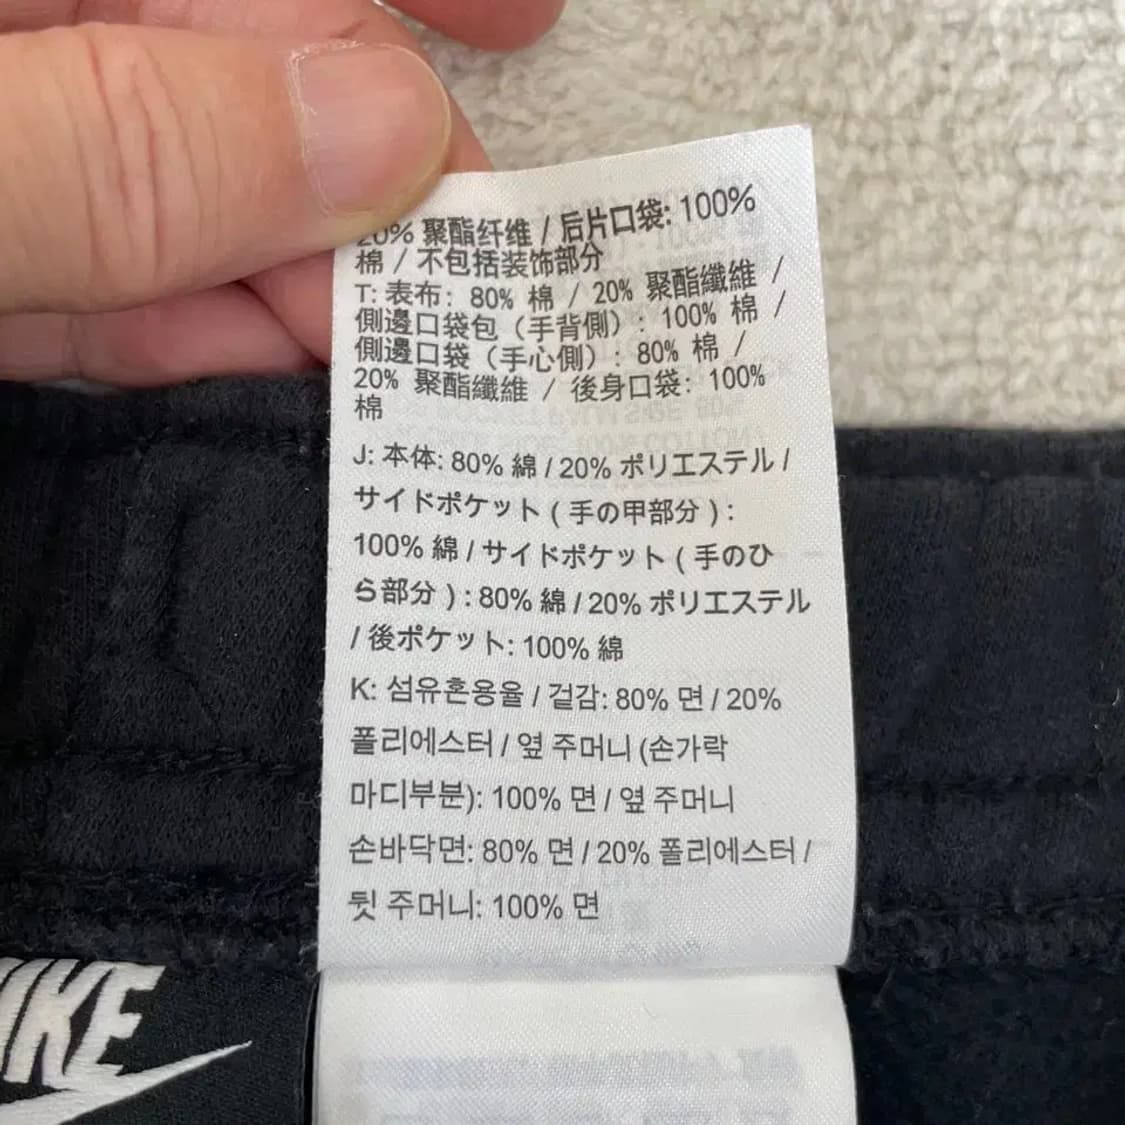 20% 聚酯纤维 / 后片口袋: 100%
棉 / 不包括装饰部分
T: 表布: 80% 棉 / 20% 聚酯纖維 /
側邊口袋包（手背側）: 100% 棉 /
側邊口袋（手心側）: 80% 棉 /
20% 聚酯纖維 / 後身口袋: 100%
棉
J: 本体: 80% 綿 / 20% ポリエステル /
サイドポケット ( 手の甲部分 ) :
100% 綿 / サイドポケット ( 手のひ
ら部分 ) : 80% 綿 / 20% ポリエステル
/ 後ポケット: 100% 綿
K: 섬유혼용율 / 겉감: 80% 면 / 20%
폴리에스터 / 옆 주머니 (손가락
마디부분): 100% 면 / 옆 주머니
손바닥면: 80% 면 / 20% 폴리에스터 /
뒷 주머니: 100% 면